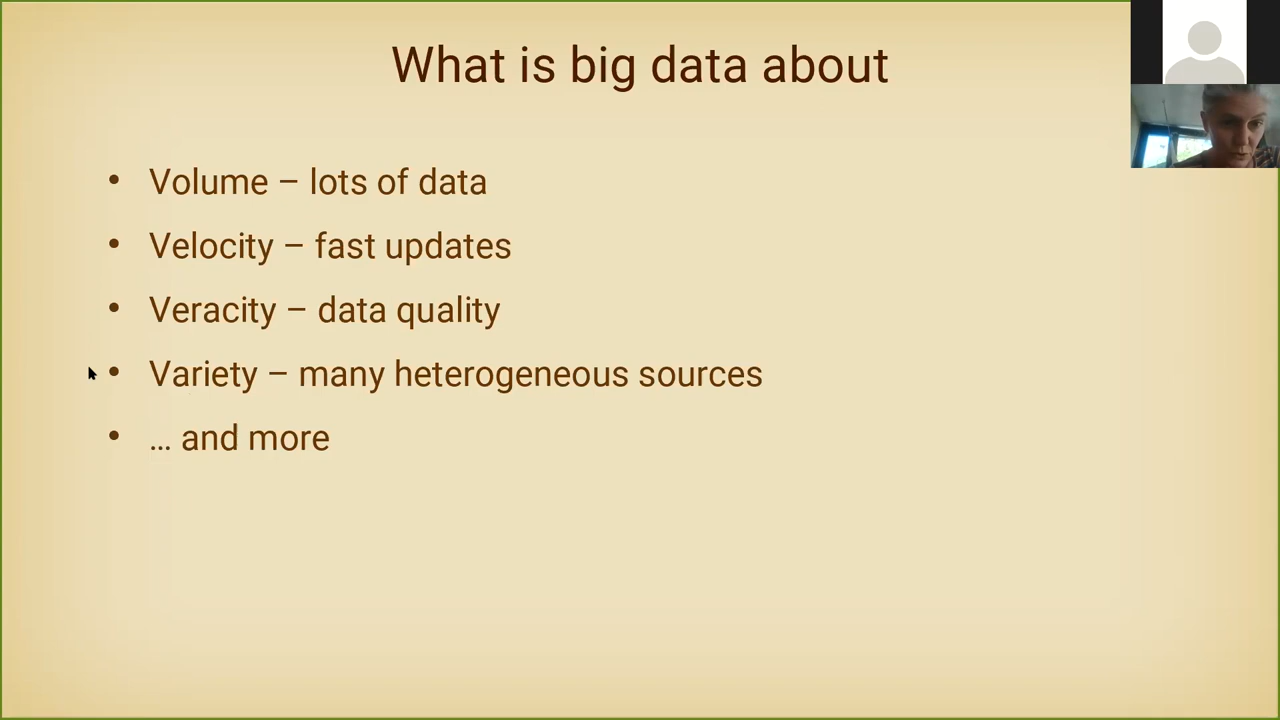 What is big data about
• Volume – lots of data
• Velocity – fast updates
• Veracity – data quality
• Variety – many heterogeneous sources
• … and more